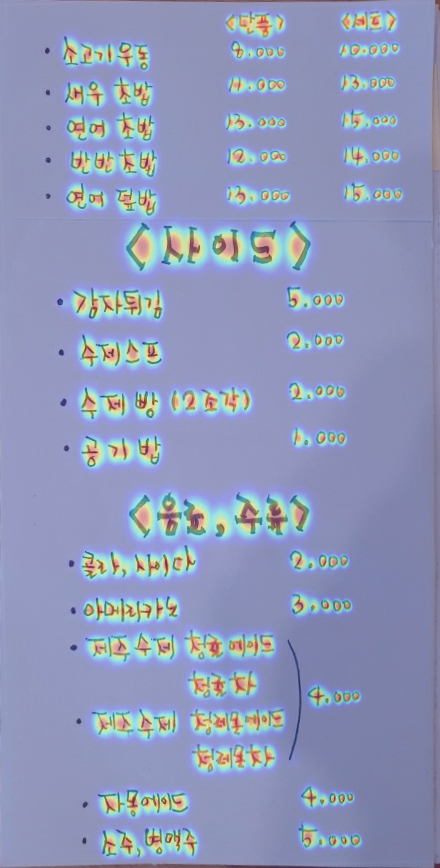 <단품> <세트>
• 소고기우동 8.000 10.000
• 새우 초밥 11.000 13.000
• 연어 초밥 13.000 15.000
• 반반초밥 12.000 14.000
• 연어 덮밥 13.000 15.000
<사이드>
• 감자튀김 5.000
• 수제스프 2.000
• 수제 빵 (2조각) 2.000
• 공기밥 1.000
<음료, 주류>
• 콜라, 사이다 2.000
• 아메리카노 3.000
• 제주 수제 청귤에이드
청귤차
4.000
• 제주수제 청레몬에이드
청레몬차
• 자몽에이드 4.000
• 소주, 병맥주 5.000